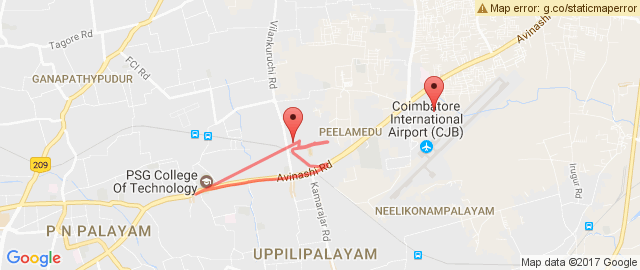 Map error: g.co/staticmaperror
Tagore Rd
Vilankuruchi Rd
Avinashi
FCI Rd
GANAPATHYPUDUR
Coimbatore
International
Airport (CJB)
PEELAMEDU
209
PSG College
Of Technology
Avinashi Rd
Irugur Rd
Kamarajar Rd
NEELIKONAMPALAYAM
P N PALAYAM
UPPILIPALAYAM
Google
Map data ©2017 Google